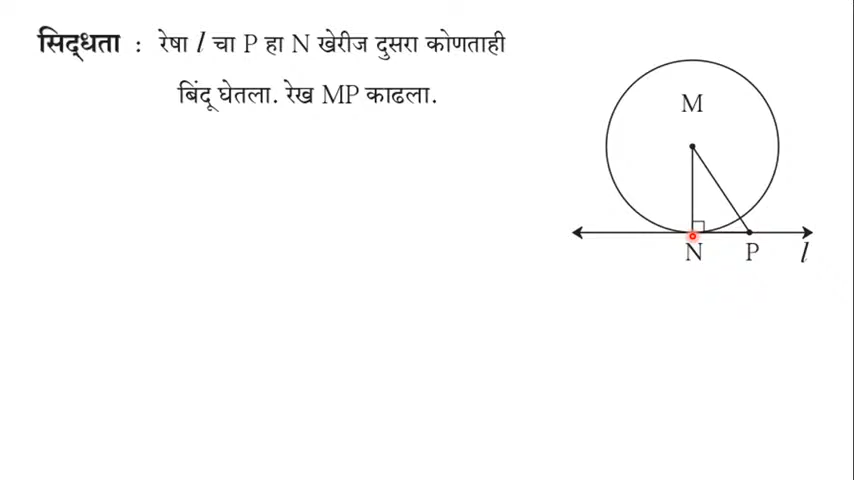 सिद्धता : रेषा l चा P हा N खेरीज दुसरा कोणताही
बिंदू घेतला. रेख MP काढला.
M
N P l